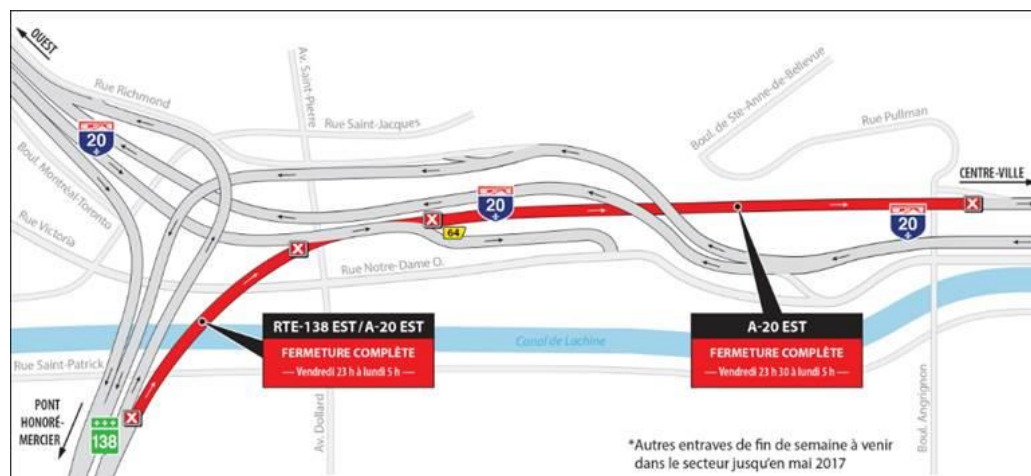 OUEST
Rue Richmond
Av. Saint-Pierre
Rue Saint-Jacques
Boul. de Ste-Anne-de-Bellevue
Rue Pullman
20
Boul. Montréal-Toronto
CENTRE-VILLE
20
64
20
Rue Victoria
Rue Notre-Dame O.
RTE-138 EST / A-20 EST
FERMETURE COMPLÈTE
— Vendredi 23 h à lundi 5 h —
A-20 EST
FERMETURE COMPLÈTE
— Vendredi 23 h 30 à lundi 5 h —
Canal de Lachine
Rue Saint-Patrick
PONT
HONORÉ-
MERCIER
138
Av. Dollard
Boul. Angrignon
*Autres entraves de fin de semaine à venir
dans le secteur jusqu'en mai 2017